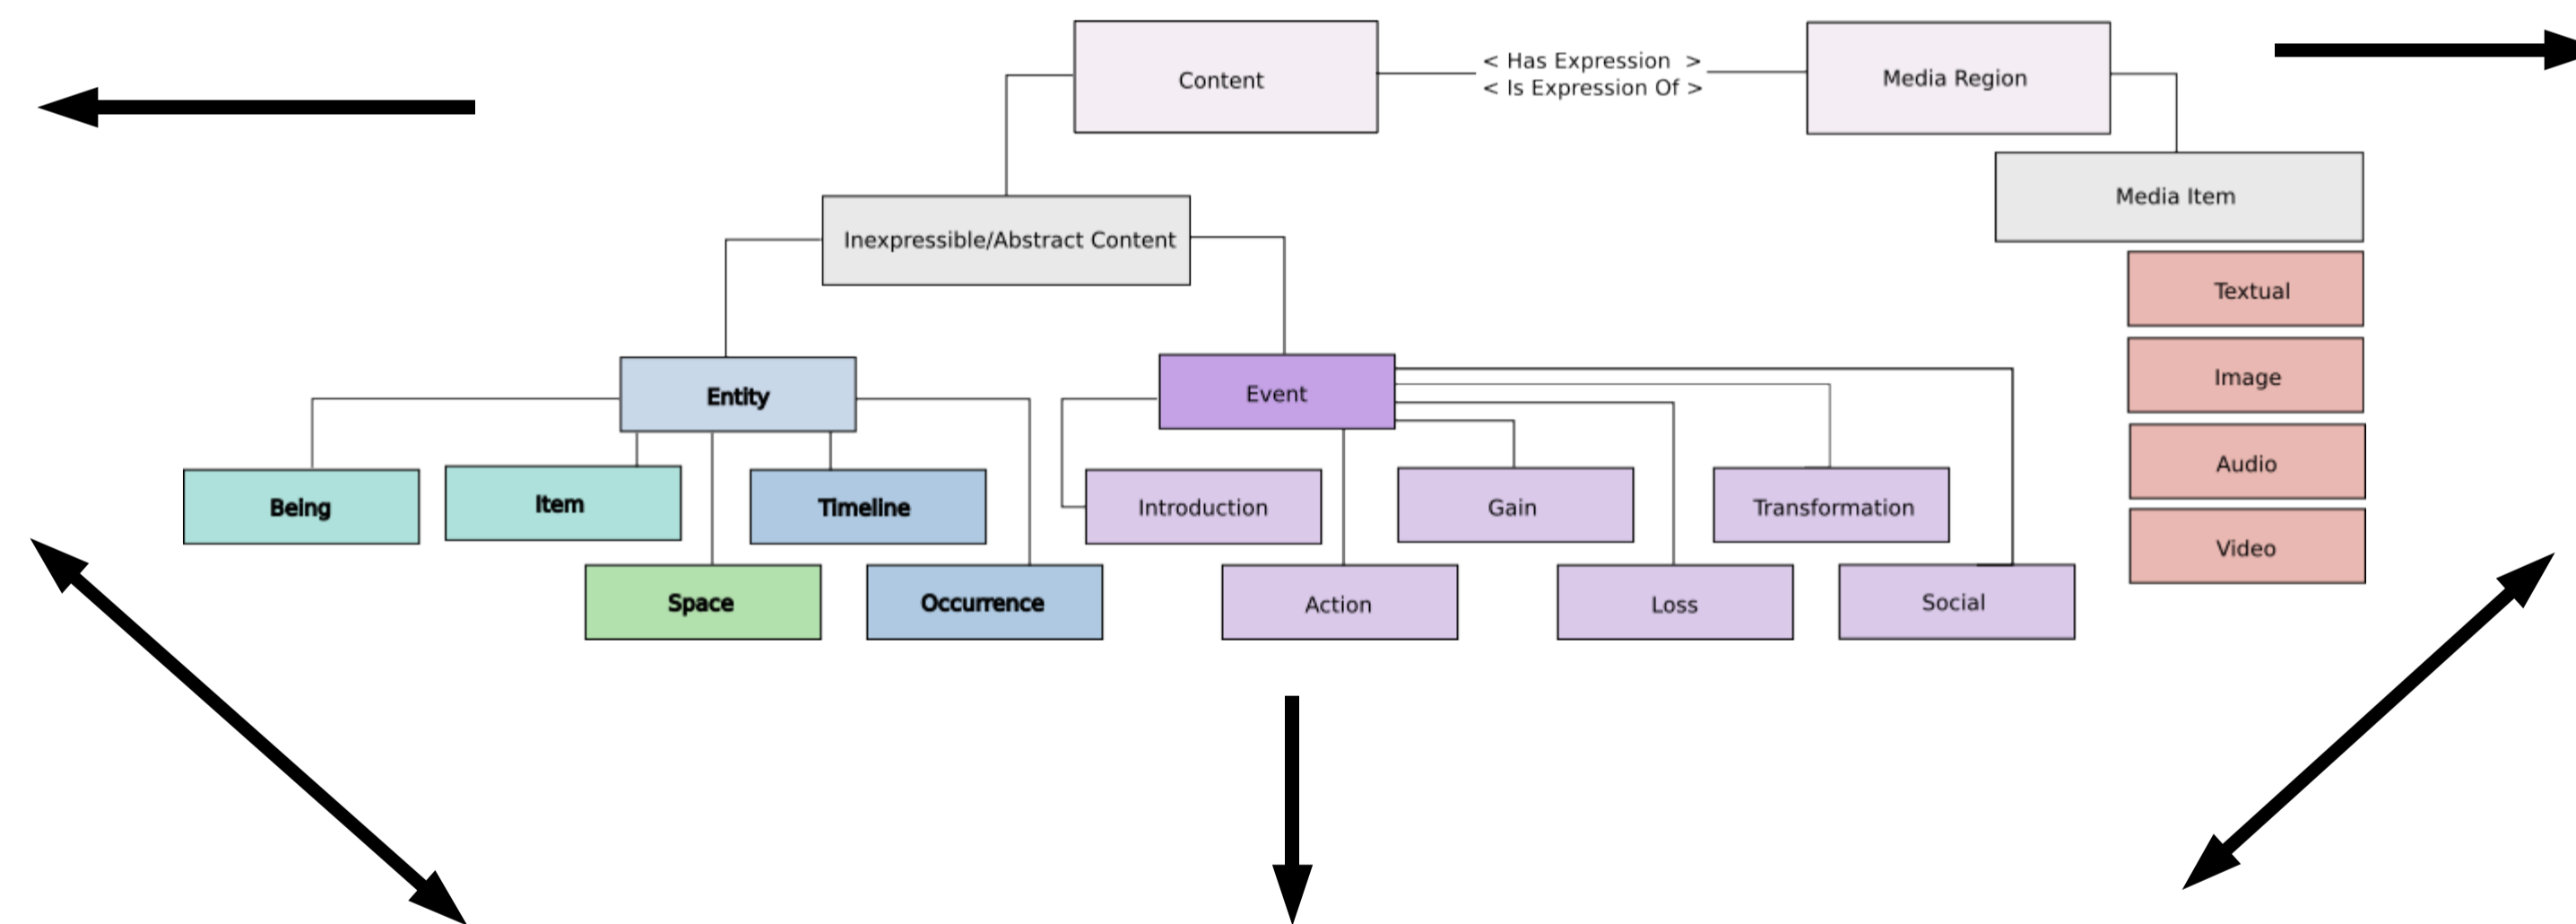 Content
< Has Expression >
< Is Expression Of >
Media Region
Media Item
Inexpressible/Abstract Content
Textual
Image
Audio
Video
Entity
Event
Being
Item
Timeline
Introduction
Gain
Transformation
Space
Occurrence
Action
Loss
Social